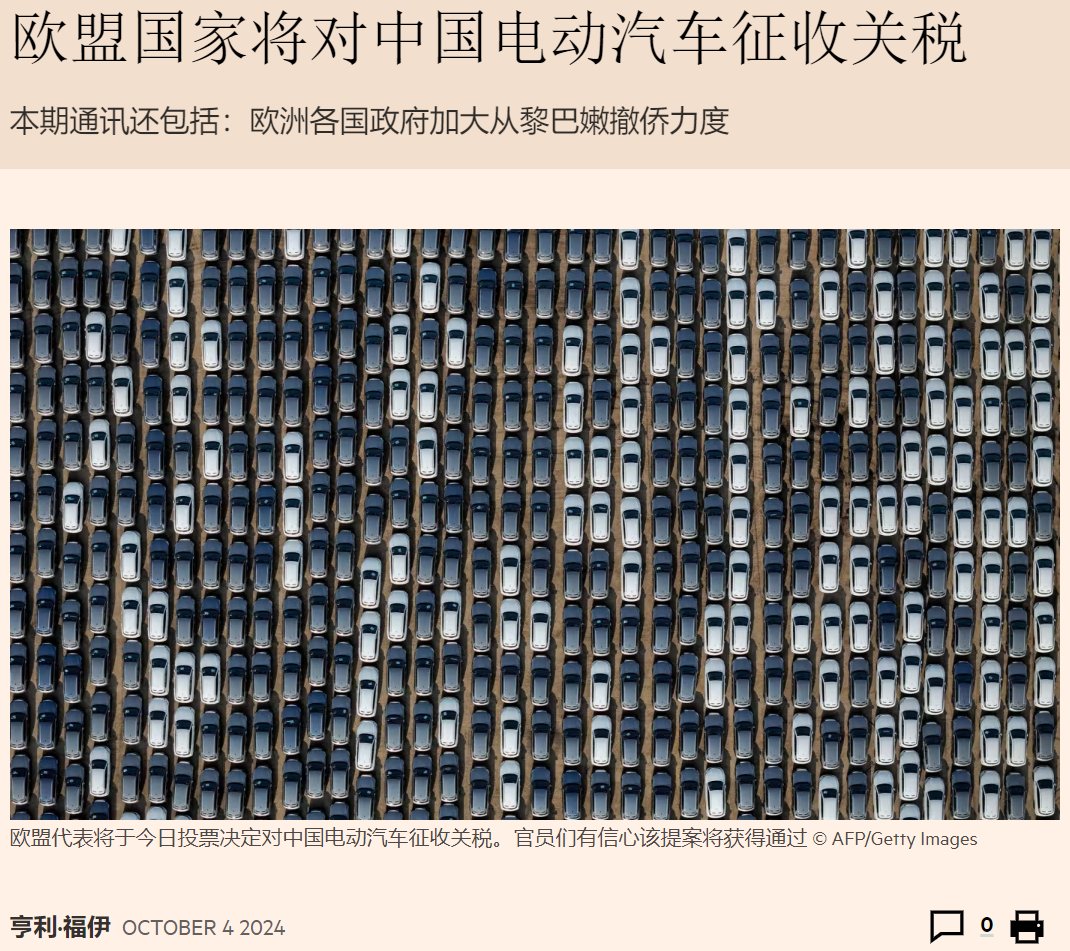 欧盟国家将对中国电动汽车征收关税
本期通讯还包括：欧洲各国政府加大从黎巴嫩撤侨力度
欧盟代表将于今日投票决定对中国电动汽车征收关税。官员们有信心该提案将获得通过 © AFP/Getty Images
亨利·福伊 OCTOBER 4 2024
0